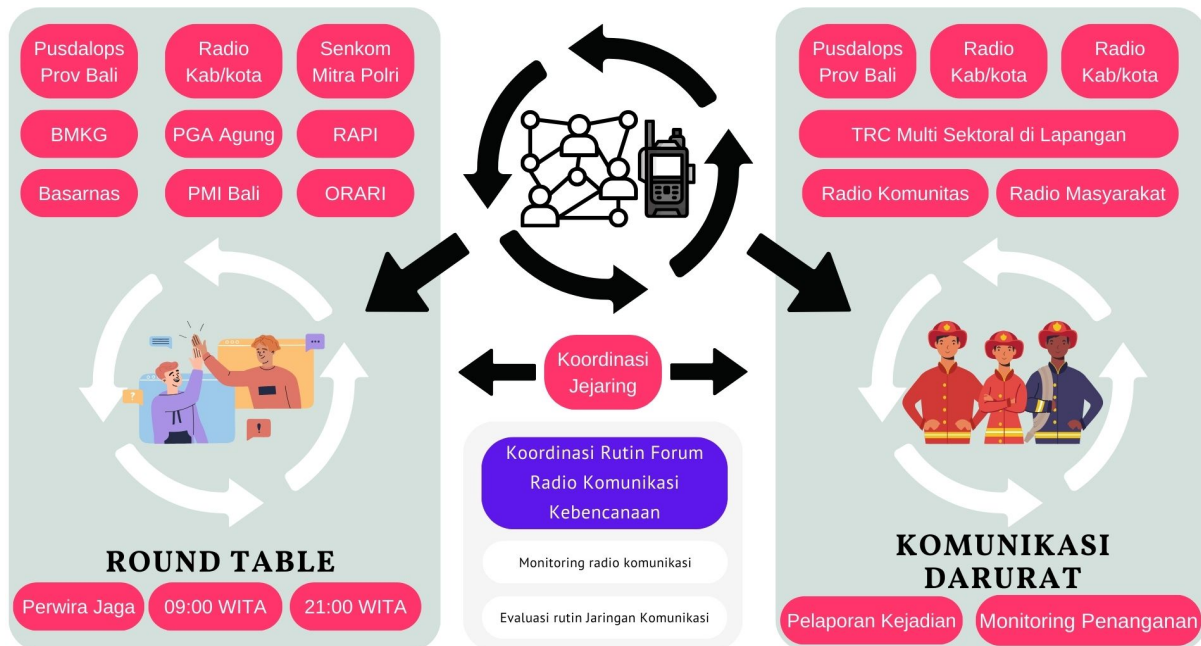 Pusdalops
Prov Bali
Radio
Kab/kota
Senkom
Mitra Polri
BMKG
PGA Agung
RAPI
Basarnas
PMI Bali
ORARI
ROUND TABLE
Perwira Jaga
09:00 WITA
21:00 WITA
Koordinasi
Jejaring
Koordinasi Rutin Forum
Radio Komunikasi
Kebencanaan
Monitoring radio komunikasi
Evaluasi rutin Jaringan Komunikasi
Pusdalops
Prov Bali
Radio
Kab/kota
Radio
Kab/kota
TRC Multi Sektoral di Lapangan
Radio Komunitas
Radio Masyarakat
KOMUNIKASI
DARURAT
Pelaporan Kejadian
Monitoring Penanganan